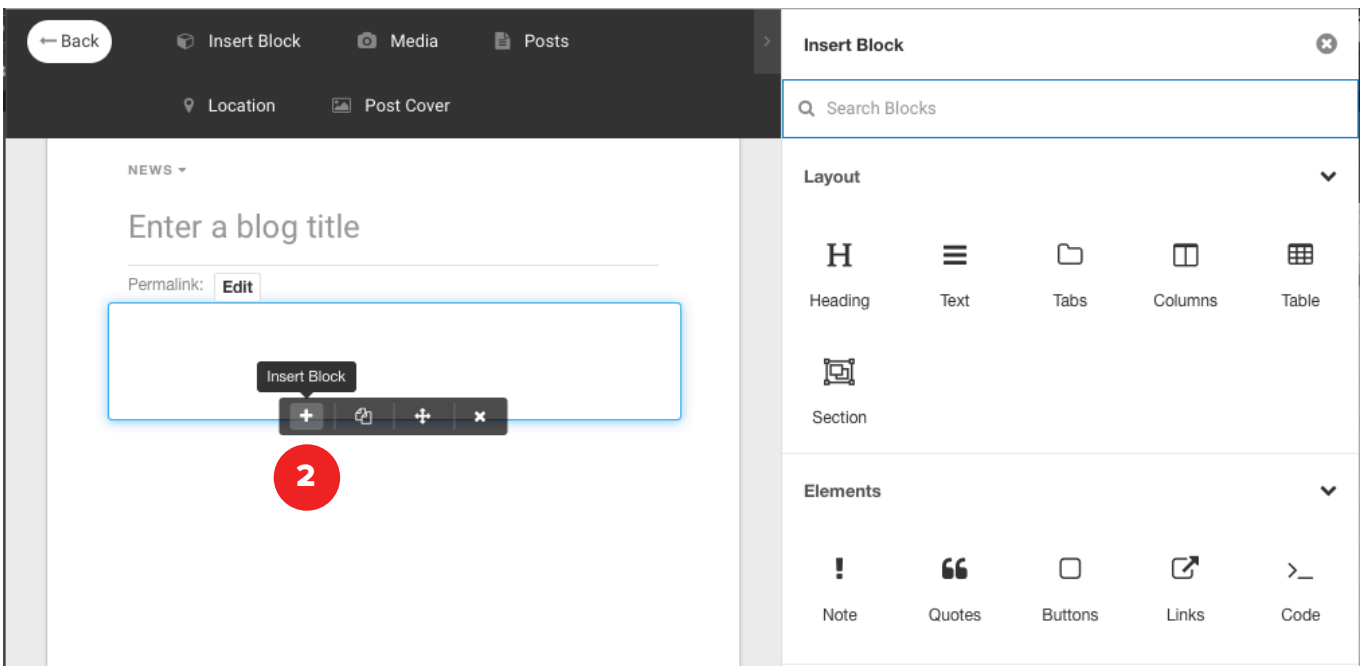 Back
Insert Block
Media
Posts
Location
Post Cover
NEWS
Enter a blog title
Permalink: Edit
Insert Block
2
Insert Block
Search Blocks
Layout
Heading Text Tabs Columns Table
Section
Elements
Note Quotes Buttons Links Code